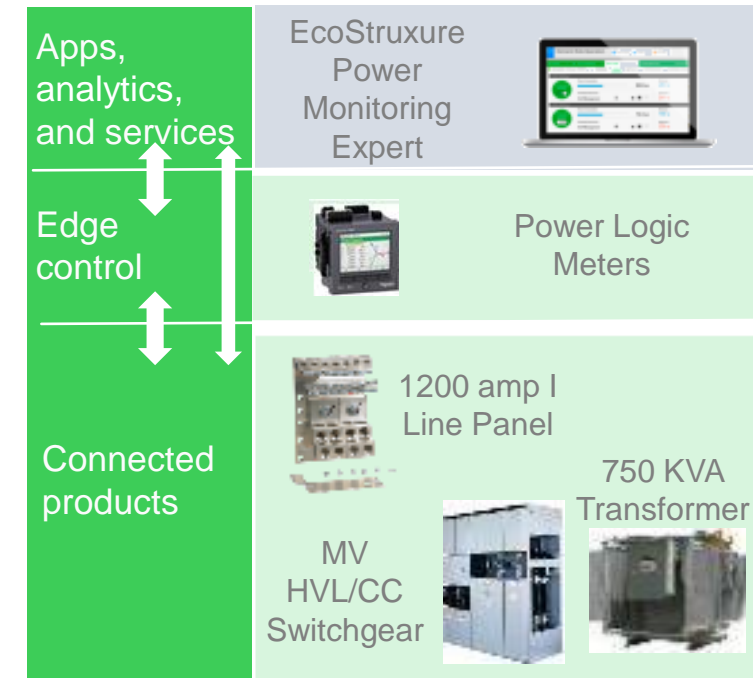 Apps,
analytics,
and services
EcoStruxure
Power
Monitoring
Expert
Edge
control
Power Logic
Meters
Connected
products
1200 amp I
Line Panel
750 KVA
Transformer
MV
HVL/CC
Switchgear